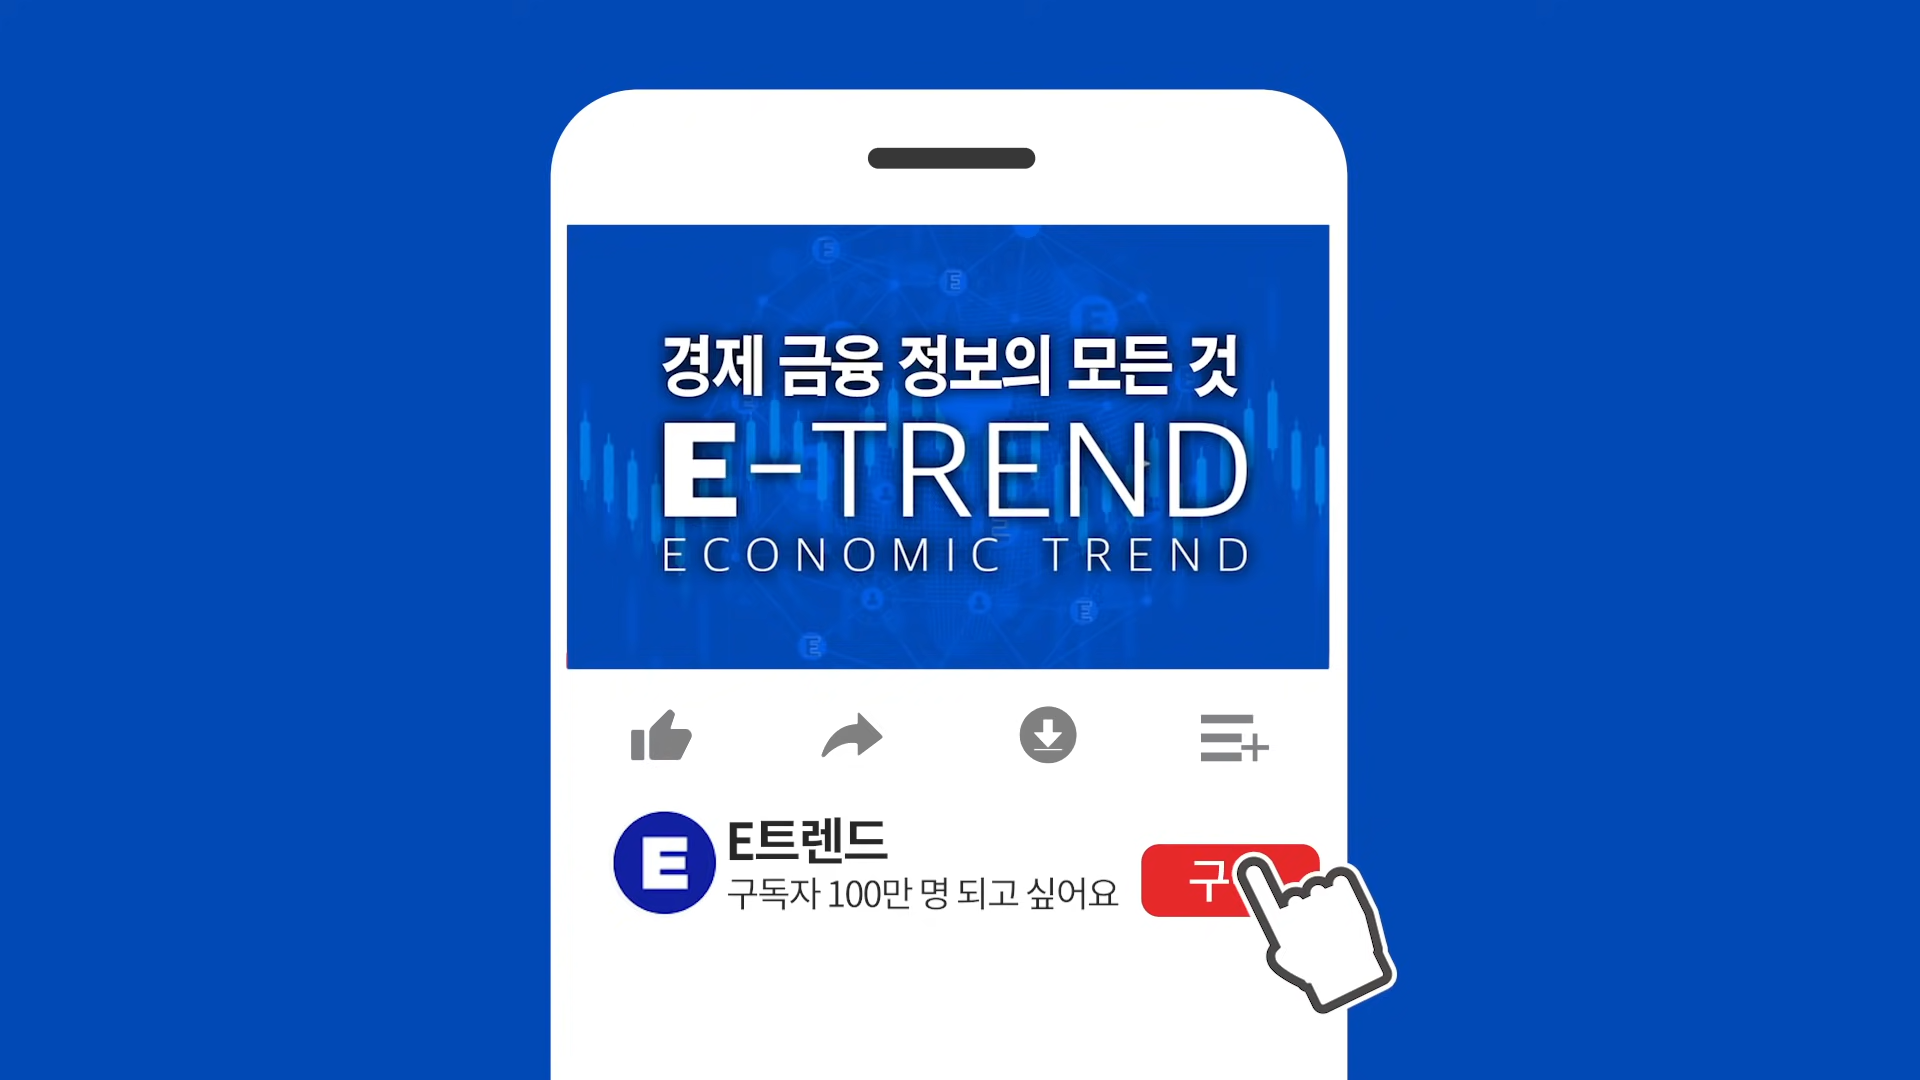 경제 금융 정보의 모든 것
E-TREND
ECONOMIC TREND
E
E트렌드
구독자 100만 명 되고 싶어요
구